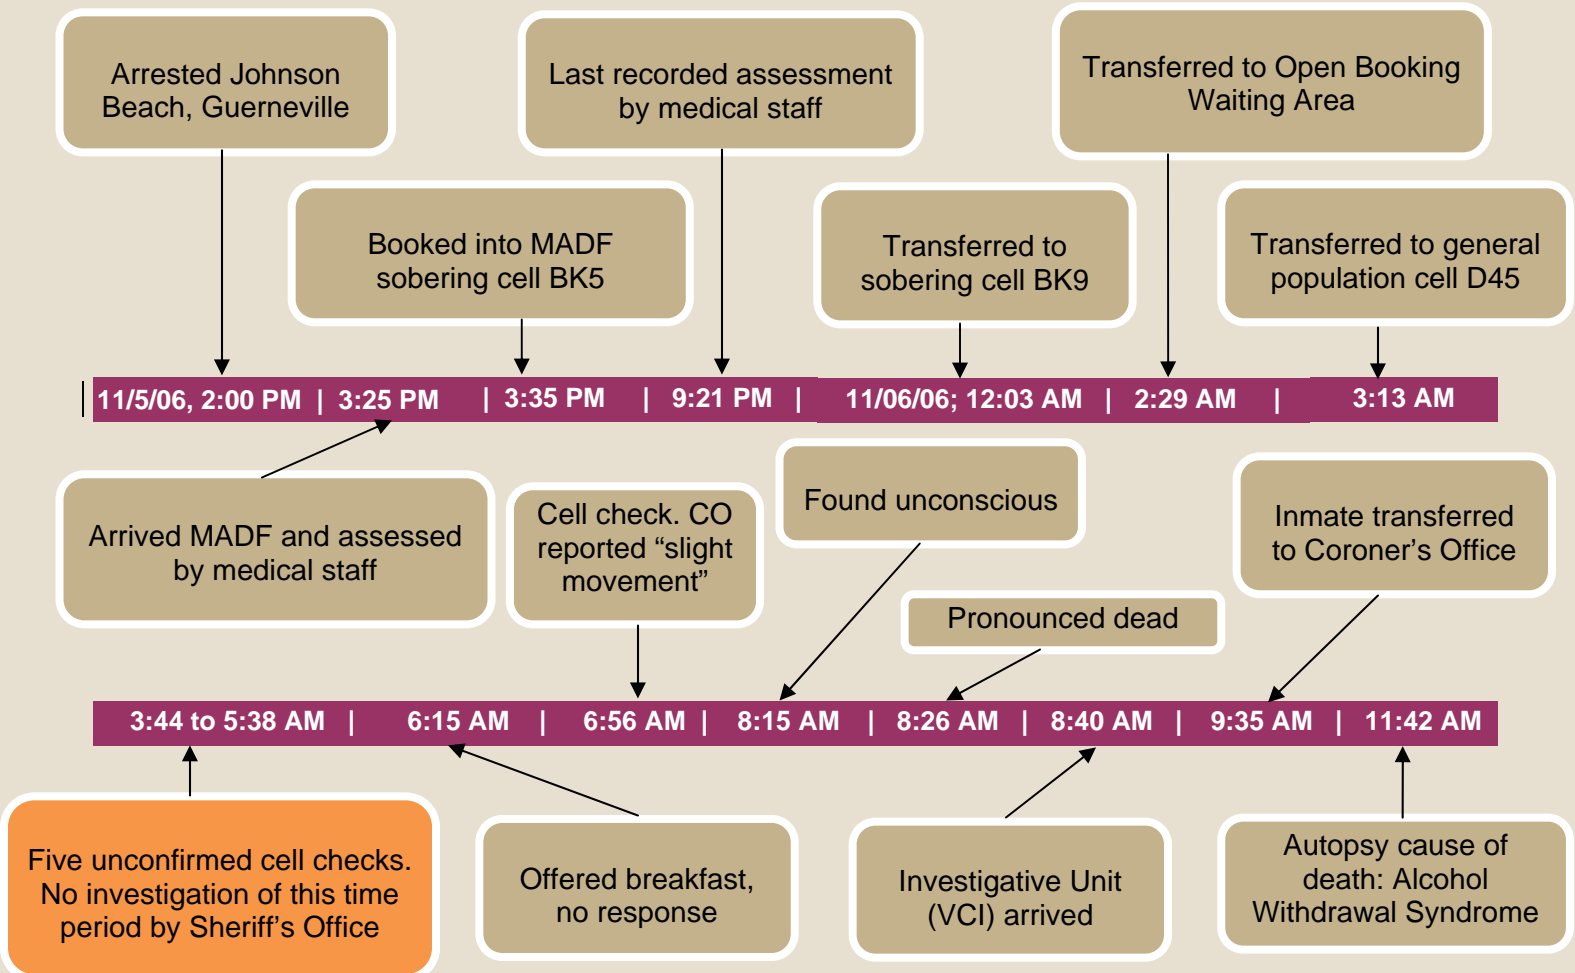 Arrested Johnson
Beach, Guerneville
Last recorded assessment
by medical staff
Transferred to Open Booking
Waiting Area
Booked into MADF
sobering cell BK5
Transferred to
sobering cell BK9
Transferred to general
population cell D45
11/5/06, 2:00 PM | 3:25 PM | 3:35 PM | 9:21 PM | 11/06/06; 12:03 AM | 2:29 AM | 3:13 AM
Arrived MADF and assessed
by medical staff
Cell check. CO
reported “slight
movement”
Found unconscious
Inmate transferred
to Coroner’s Office
Pronounced dead
3:44 to 5:38 AM | 6:15 AM | 6:56 AM | 8:15 AM | 8:26 AM | 8:40 AM | 9:35 AM | 11:42 AM
Five unconfirmed cell checks.
No investigation of this time
period by Sheriff’s Office
Offered breakfast,
no response
Investigative Unit
(VCI) arrived
Autopsy cause of
death: Alcohol
Withdrawal Syndrome